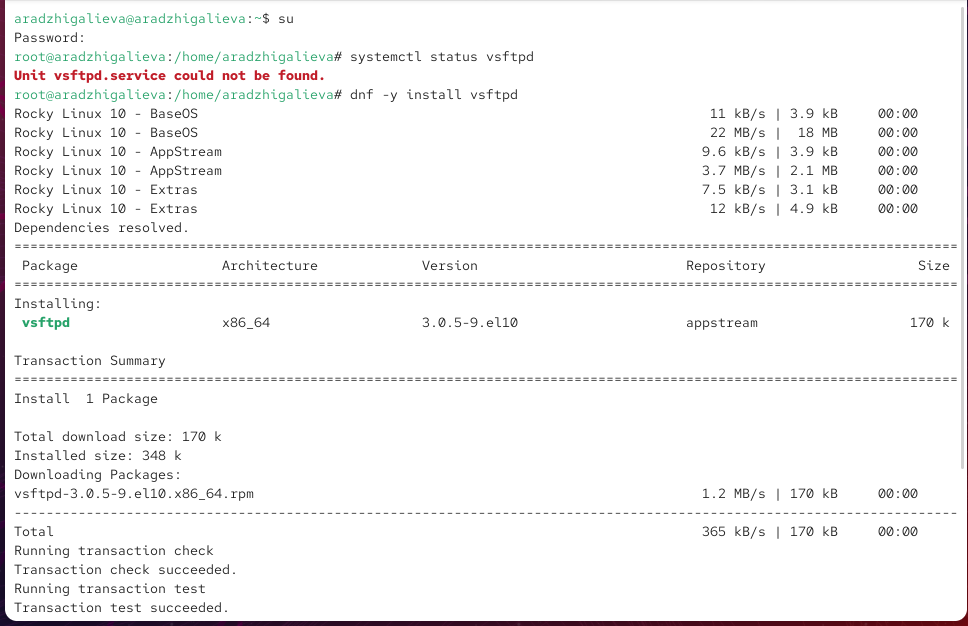 aradzhigalieva@aradzhigalieva:~$ su
Password:
root@aradzhigalieva:/home/aradzhigalieva# systemctl status vsftpd
Unit vsftpd.service could not be found.
root@aradzhigalieva:/home/aradzhigalieva# dnf -y install vsftpd
Rocky Linux 10 - BaseOS 11 kB/s | 3.9 kB 00:00
Rocky Linux 10 - BaseOS 22 MB/s | 18 MB 00:00
Rocky Linux 10 - AppStream 9.6 kB/s | 3.9 kB 00:00
Rocky Linux 10 - AppStream 3.7 MB/s | 2.1 MB 00:00
Rocky Linux 10 - Extras 7.5 kB/s | 3.1 kB 00:00
Rocky Linux 10 - Extras 12 kB/s | 4.9 kB 00:00
Dependencies resolved.
======================================================================================================================
Package Architecture Version Repository Size
======================================================================================================================
Installing:
vsftpd x86_64 3.0.5-9.el10 appstream 170 k
Transaction Summary
======================================================================================================================
Install 1 Package
Total download size: 170 k
Installed size: 348 k
Downloading Packages:
vsftpd-3.0.5-9.el10.x86_64.rpm 1.2 MB/s | 170 kB 00:00
----------------------------------------------------------------------------------------------------------------------
Total 365 kB/s | 170 kB 00:00
Running transaction check
Transaction check succeeded.
Running transaction test
Transaction test succeeded.